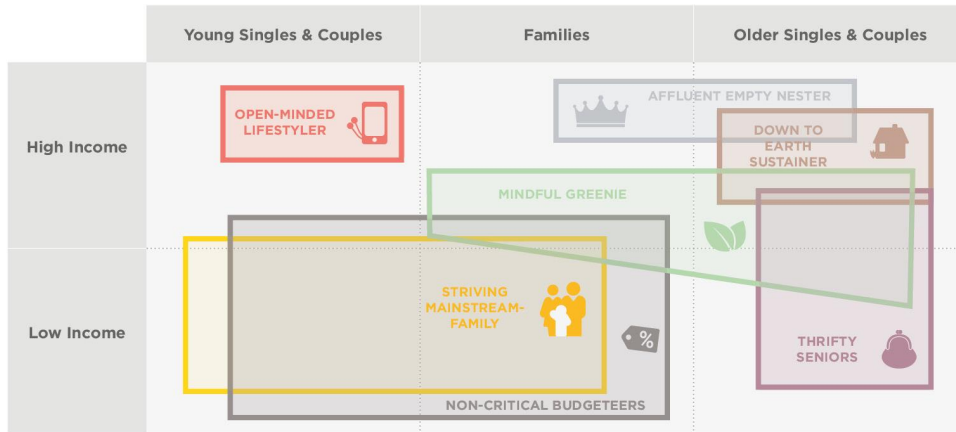 Young Singles & Couples
Families
Older Singles & Couples
High Income
OPEN-MINDED
LIFESTYLER
AFFLUENT EMPTY NESTER
DOWN TO
EARTH
SUSTAINER
MINDFUL GREENIE
Low Income
STRIVING
MAINSTREAM-
FAMILY
%
THRIFTY
SENIORS
NON-CRITICAL BUDGETEERS